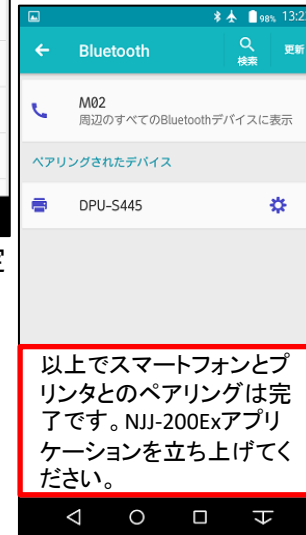 98% 13:2
Bluetooth
検索
更新
M02
周辺のすべてのBluetoothデバイスに表示
ペアリングされたデバイス
DPU-S445
以上でスマートフォンとプ
リンタとのペアリングは完
了です。NJJ-200Exアプリ
ケーションを立ち上げてく
ださい。